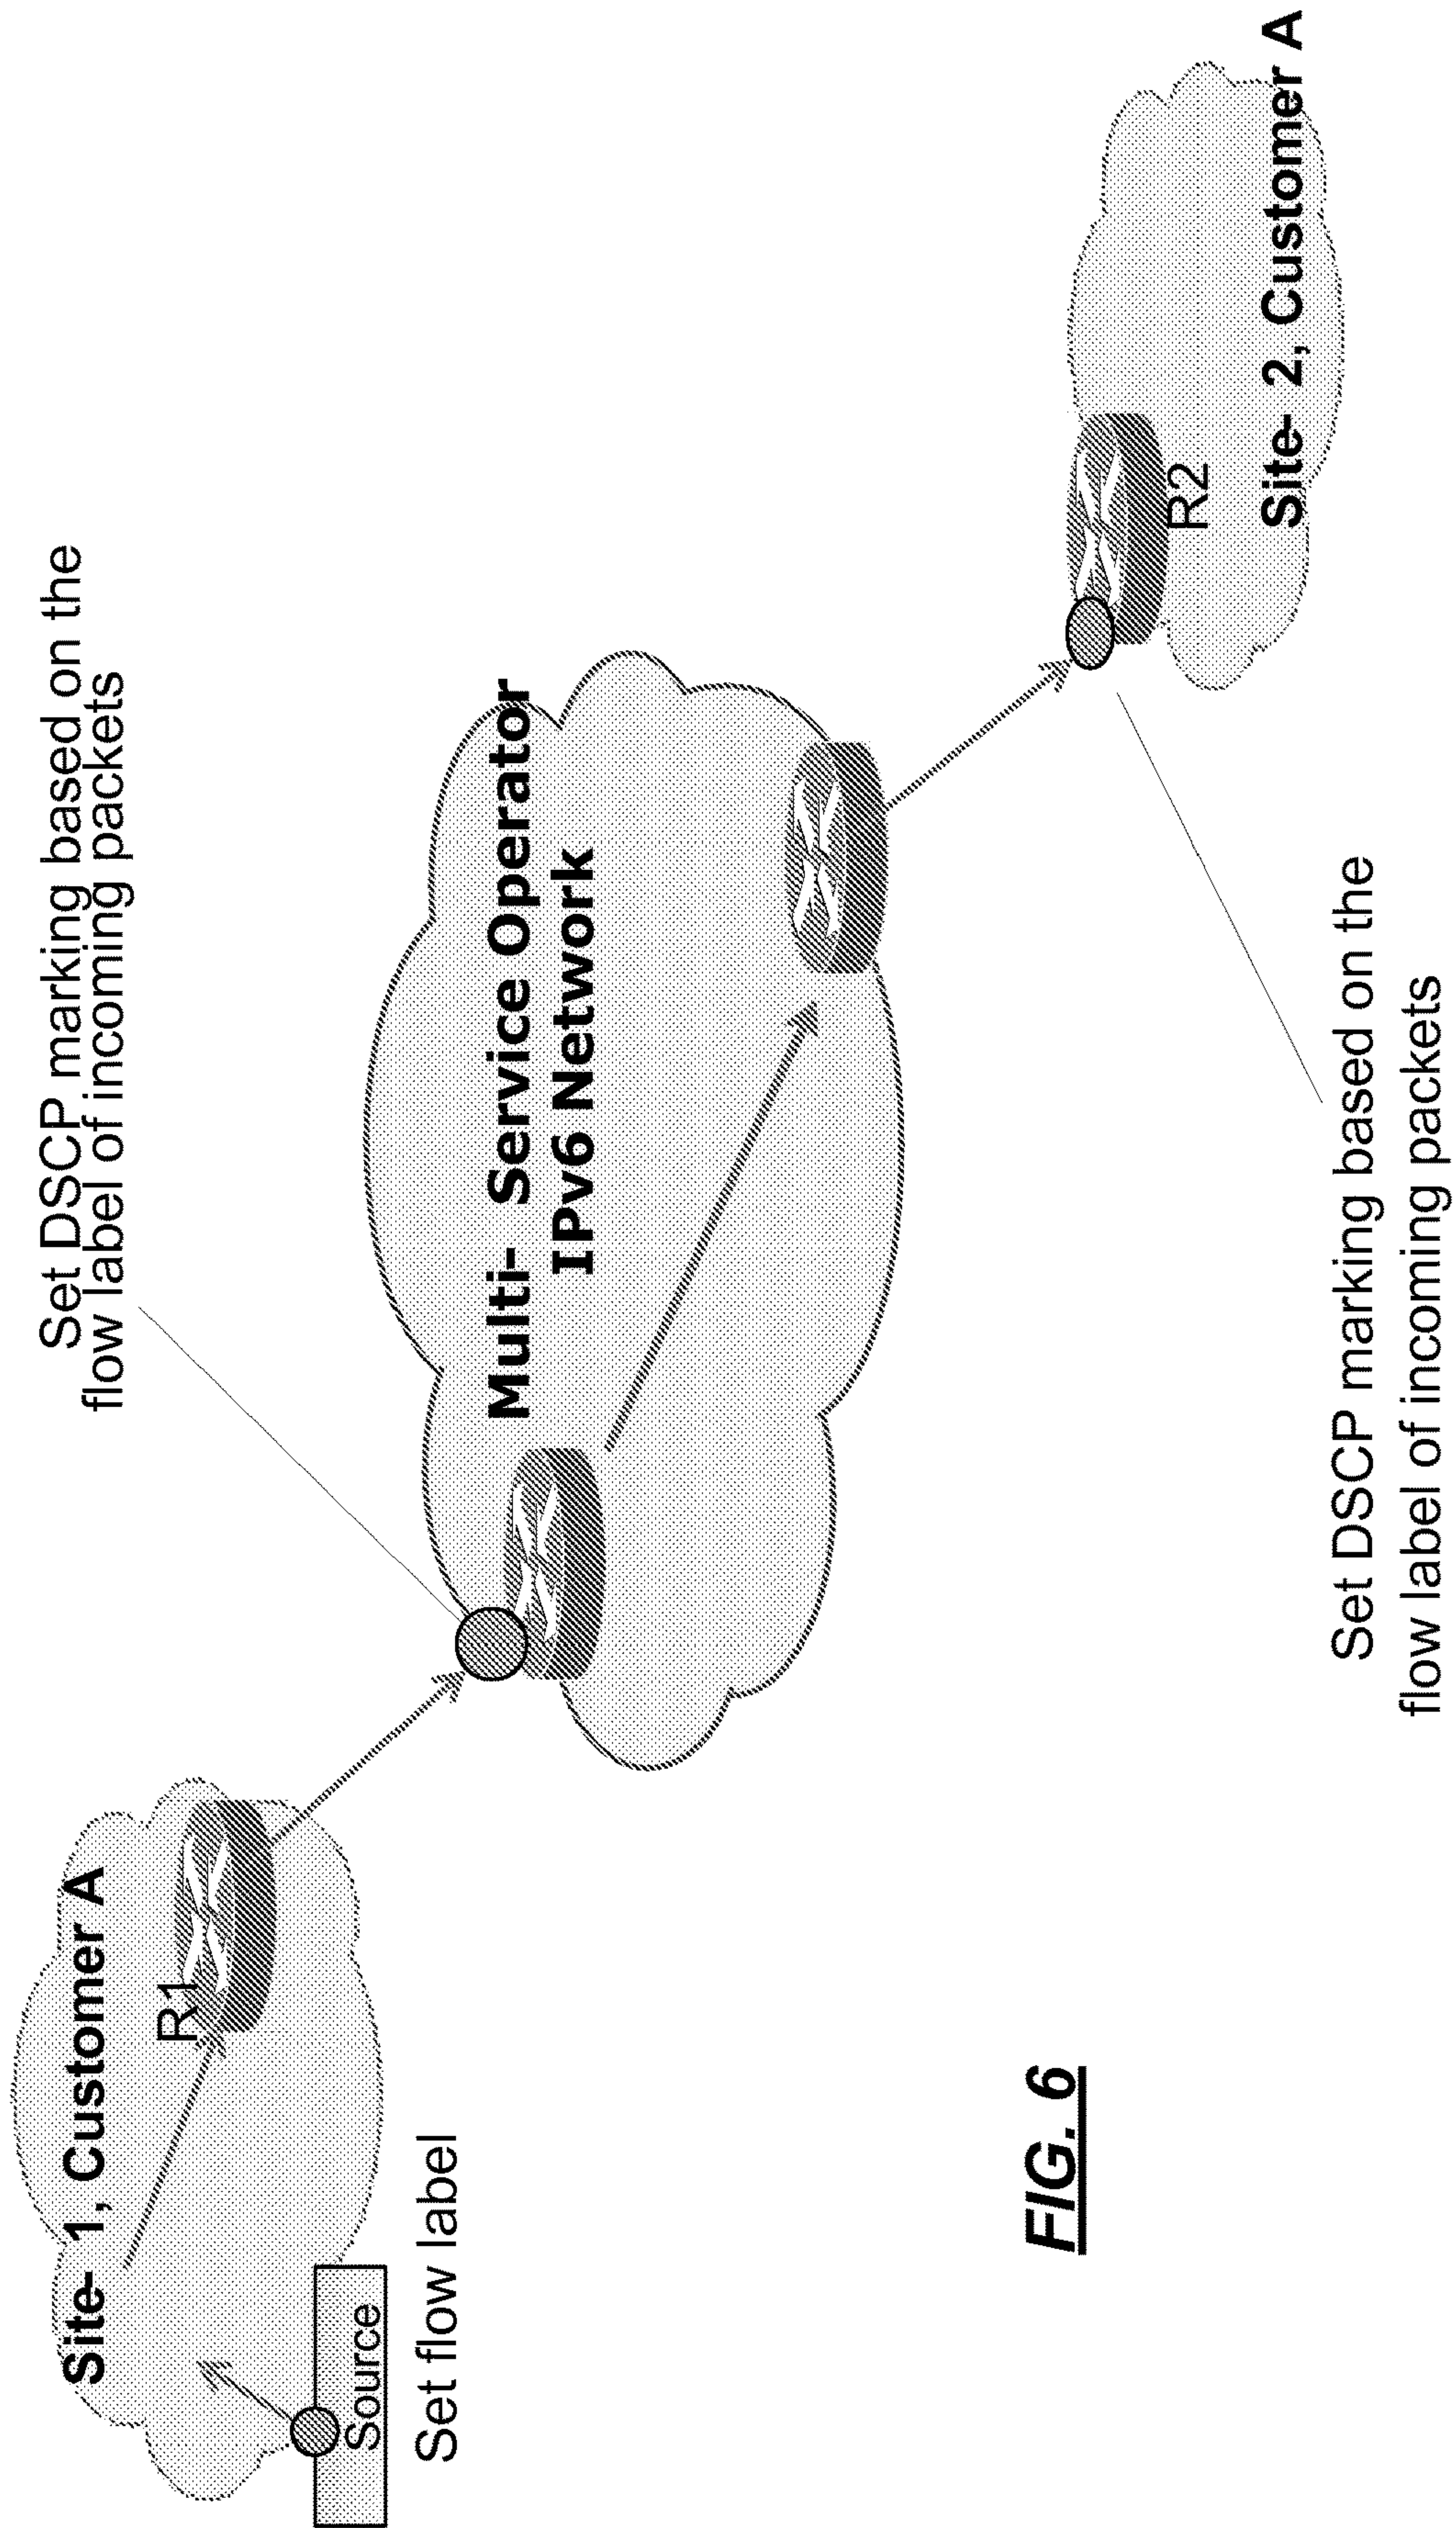 Set DSCP marking based on the
flow label of incoming packets
Site- 1, Customer A
R1
Source
Set flow label
Multi- Service Operator
IPv6 Network
R2
Site- 2, Customer A
Set DSCP marking based on the
flow label of incoming packets
FIG. 6